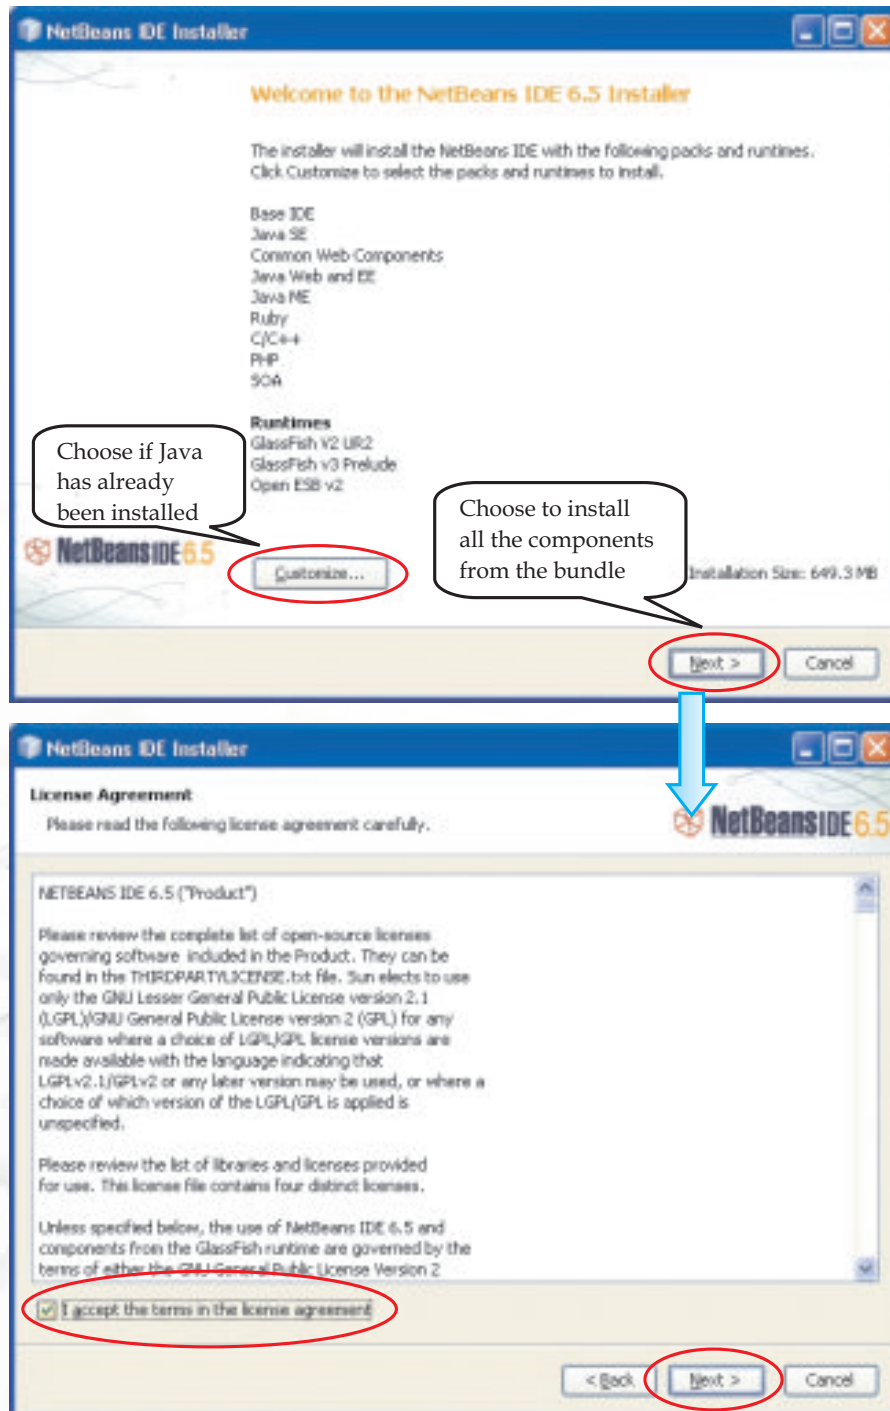 NetBeans IDE Installer
Welcome to the NetBeans IDE 6.5 Installer
The installer will install the NetBeans IDE with the following packs and runtimes.
Click Customize to select the packs and runtimes to install.
Base IDE
Java SE
Common Web Components
Java Web and EE
Java ME
Ruby
C/C++
PHP
SOA
Runtimes
GlassFish V2 UR2
GlassFish v3 Prelude
Open ESB v2
Choose if Java
has already
been installed
Choose to install
all the components
from the bundle
NetBeans IDE 6.5
Customize...
Installation Size: 649.3 MB
Next >
Cancel
NetBeans IDE Installer
License Agreement
Please read the following license agreement carefully.
NetBeans IDE 6.5
NETBEANS IDE 6.5 ("Product")
Please review the complete list of open-source licenses
governing software included in the Product. They can be
found in the THIRDPARTYLICENSE.txt file. Sun elects to use
only the GNU Lesser General Public License version 2.1
(LGPL)/GNU General Public License version 2 (GPL) for any
software where a choice of LGPL/GPL license versions are
made available with the language indicating that
LGPLv2.1/GPLv2 or any later version may be used, or where a
choice of which version of the LGPL/GPL is applied is
unspecified.
Please review the list of libraries and licenses provided
for use. This license file contains four distinct licenses.
Unless specified below, the use of NetBeans IDE 6.5 and
components from the GlassFish runtime are governed by the
terms of either the GNU General Public License Version 2
I accept the terms in the license agreement
< Back
Next >
Cancel